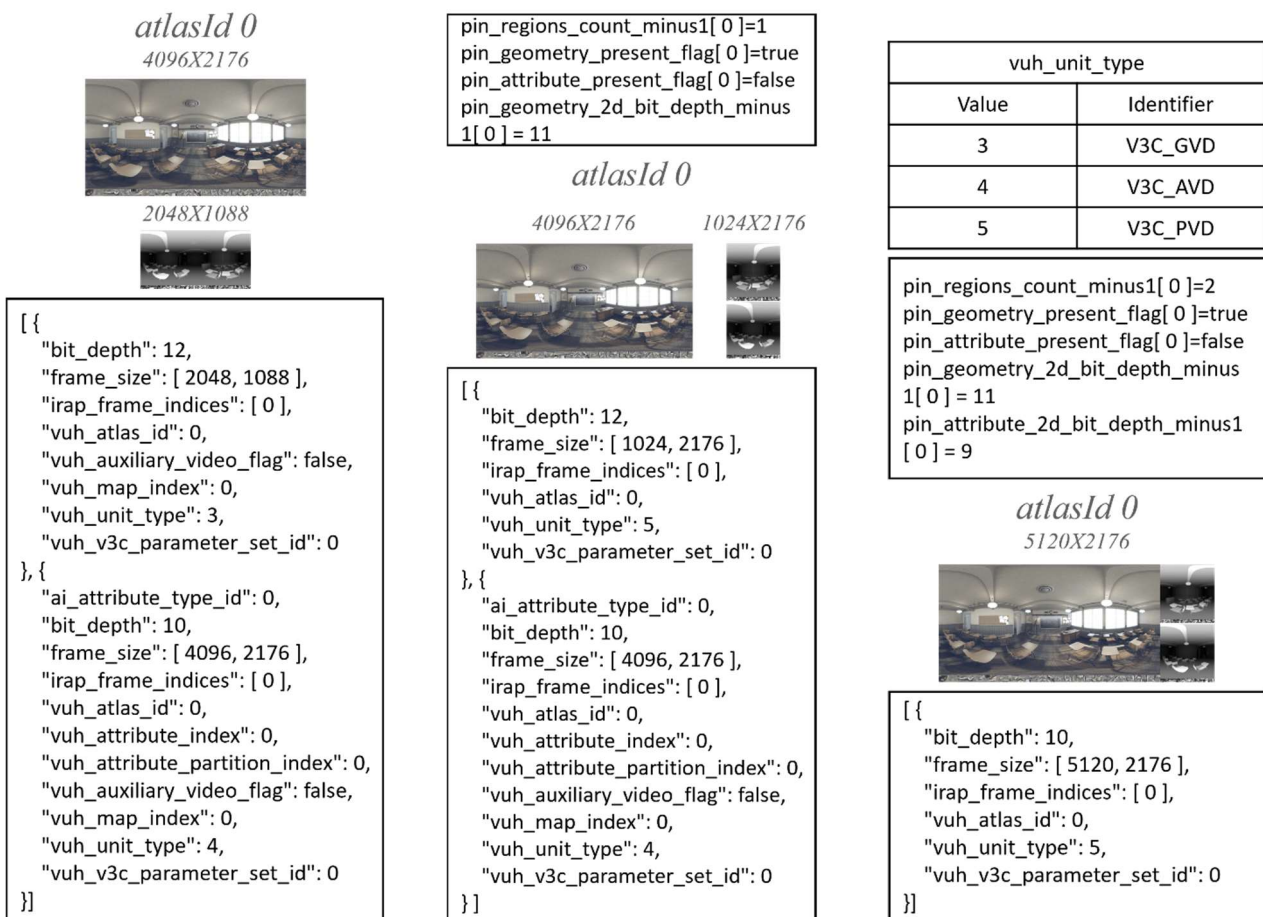 atlasId 0
4096X2176
2048X1088
[ {
"bit_depth": 12,
"frame_size": [ 2048, 1088 ],
"irap_frame_indices": [ 0 ],
"vuh_atlas_id": 0,
"vuh_auxiliary_video_flag": false,
"vuh_map_index": 0,
"vuh_unit_type": 3,
"vuh_v3c_parameter_set_id": 0
}, {
"ai_attribute_type_id": 0,
"bit_depth": 10,
"frame_size": [ 4096, 2176 ],
"irap_frame_indices": [ 0 ],
"vuh_atlas_id": 0,
"vuh_attribute_index": 0,
"vuh_attribute_partition_index": 0,
"vuh_auxiliary_video_flag": false,
"vuh_map_index": 0,
"vuh_unit_type": 4,
"vuh_v3c_parameter_set_id": 0
}]
pin_regions_count_minus1[ 0 ]=1
pin_geometry_present_flag[ 0 ]=true
pin_attribute_present_flag[ 0 ]=false
pin_geometry_2d_bit_depth_minus
1[ 0 ] = 11
atlasId 0
4096X2176 1024X2176
[ {
"bit_depth": 12,
"frame_size": [ 1024, 2176 ],
"irap_frame_indices": [ 0 ],
"vuh_atlas_id": 0,
"vuh_unit_type": 5,
"vuh_v3c_parameter_set_id": 0
}, {
"ai_attribute_type_id": 0,
"bit_depth": 10,
"frame_size": [ 4096, 2176 ],
"irap_frame_indices": [ 0 ],
"vuh_atlas_id": 0,
"vuh_attribute_index": 0,
"vuh_attribute_partition_index": 0,
"vuh_auxiliary_video_flag": false,
"vuh_map_index": 0,
"vuh_unit_type": 4,
"vuh_v3c_parameter_set_id": 0
} ]
vuh_unit_type
Value Identifier
3 V3C_GVD
4 V3C_AVD
5 V3C_PVD
pin_regions_count_minus1[ 0 ]=2
pin_geometry_present_flag[ 0 ]=true
pin_attribute_present_flag[ 0 ]=false
pin_geometry_2d_bit_depth_minus
1[ 0 ] = 11
pin_attribute_2d_bit_depth_minus1
[ 0 ] = 9
atlasId 0
5120X2176
[ {
"bit_depth": 10,
"frame_size": [ 5120, 2176 ],
"irap_frame_indices": [ 0 ],
"vuh_atlas_id": 0,
"vuh_unit_type": 5,
"vuh_v3c_parameter_set_id": 0
}]